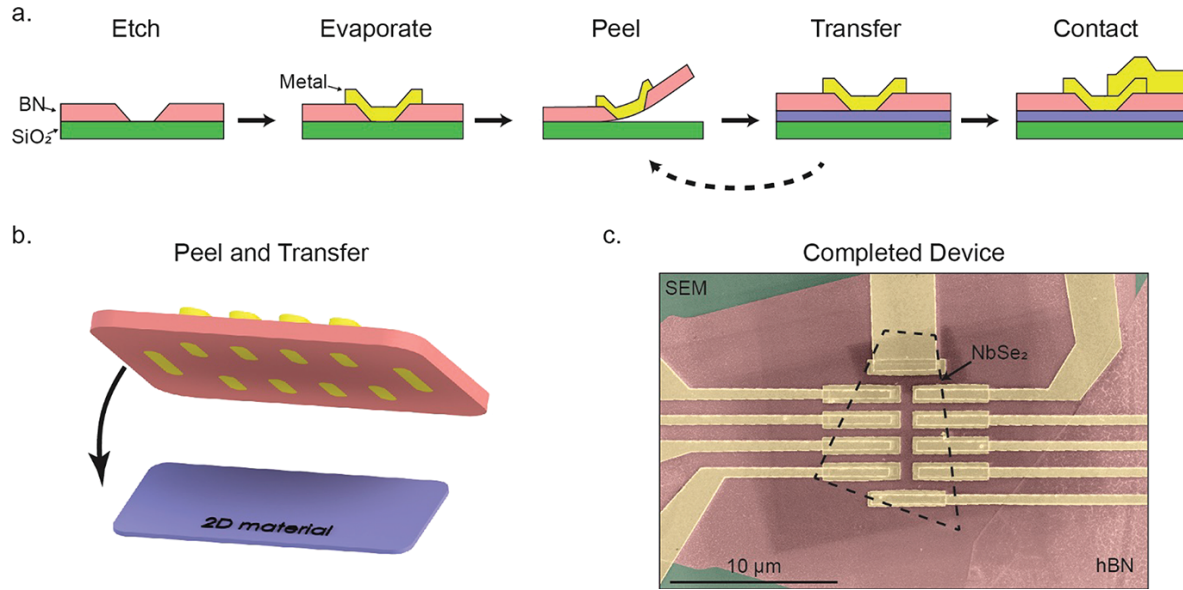 a.
Etch
Evaporate
Peel
Transfer
Contact
Metal
BN
SiO₂
b.
Peel and Transfer
2D material
c.
Completed Device
SEM
NbSe₂
10 µm
hBN